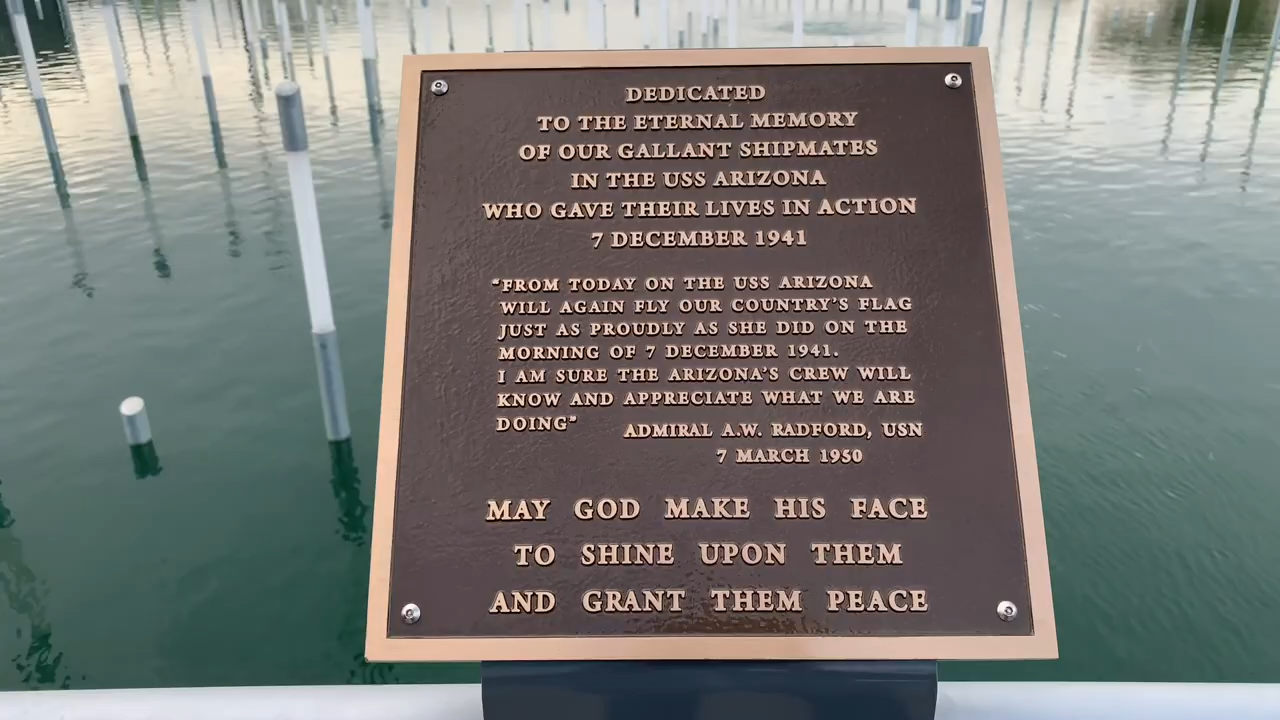 DEDICATED
TO THE ETERNAL MEMORY
OF OUR GALLANT SHIPMATES
IN THE USS ARIZONA
WHO GAVE THEIR LIVES IN ACTION
7 DECEMBER 1941
"FROM TODAY ON THE USS ARIZONA
WILL AGAIN FLY OUR COUNTRY'S FLAG
JUST AS PROUDLY AS SHE DID ON THE
MORNING OF 7 DECEMBER 1941.
I AM SURE THE ARIZONA'S CREW WILL
KNOW AND APPRECIATE WHAT WE ARE
DOING"
ADMIRAL A.W. RADFORD, USN
7 MARCH 1950
MAY GOD MAKE HIS FACE
TO SHINE UPON THEM
AND GRANT THEM PEACE